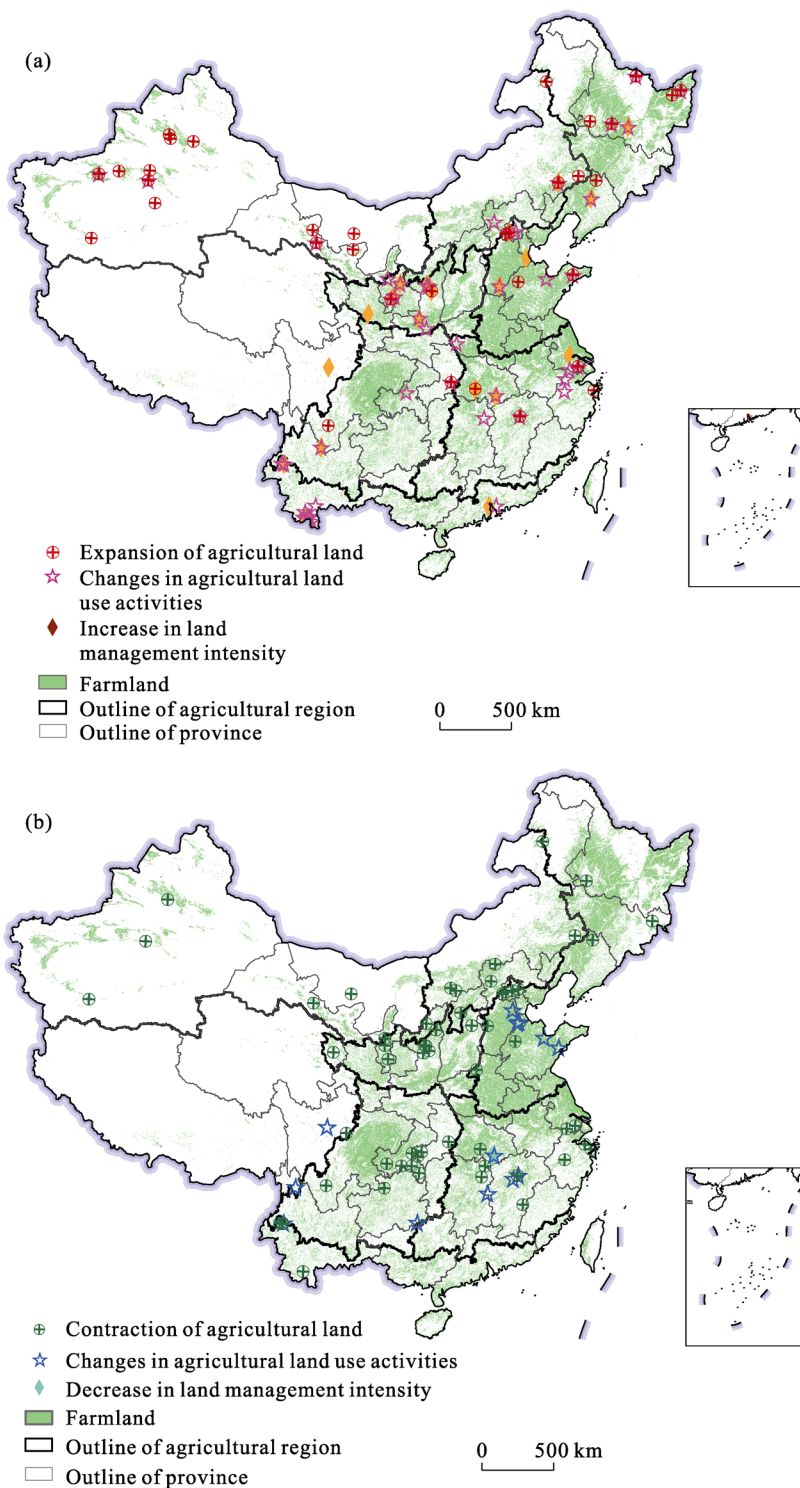 (a)
Expansion of agricultural land
Changes in agricultural land
use activities
Increase in land
management intensity
Farmland
Outline of agricultural region
Outline of province
0 500 km
(b)
Contraction of agricultural land
Changes in agricultural land use activities
Decrease in land management intensity
Farmland
Outline of agricultural region
Outline of province
0 500 km